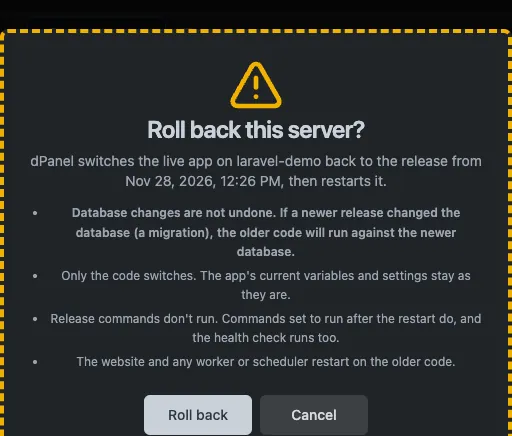 Roll back this server?
dPanel switches the live app on laravel-demo back to the release from
Nov 28, 2026, 12:26 PM, then restarts it.
• Database changes are not undone. If a newer release changed the
database (a migration), the older code will run against the newer
database.
• Only the code switches. The app's current variables and settings stay as
they are.
• Release commands don't run. Commands set to run after the restart do, and
the health check runs too.
• The website and any worker or scheduler restart on the older code.
Roll back Cancel